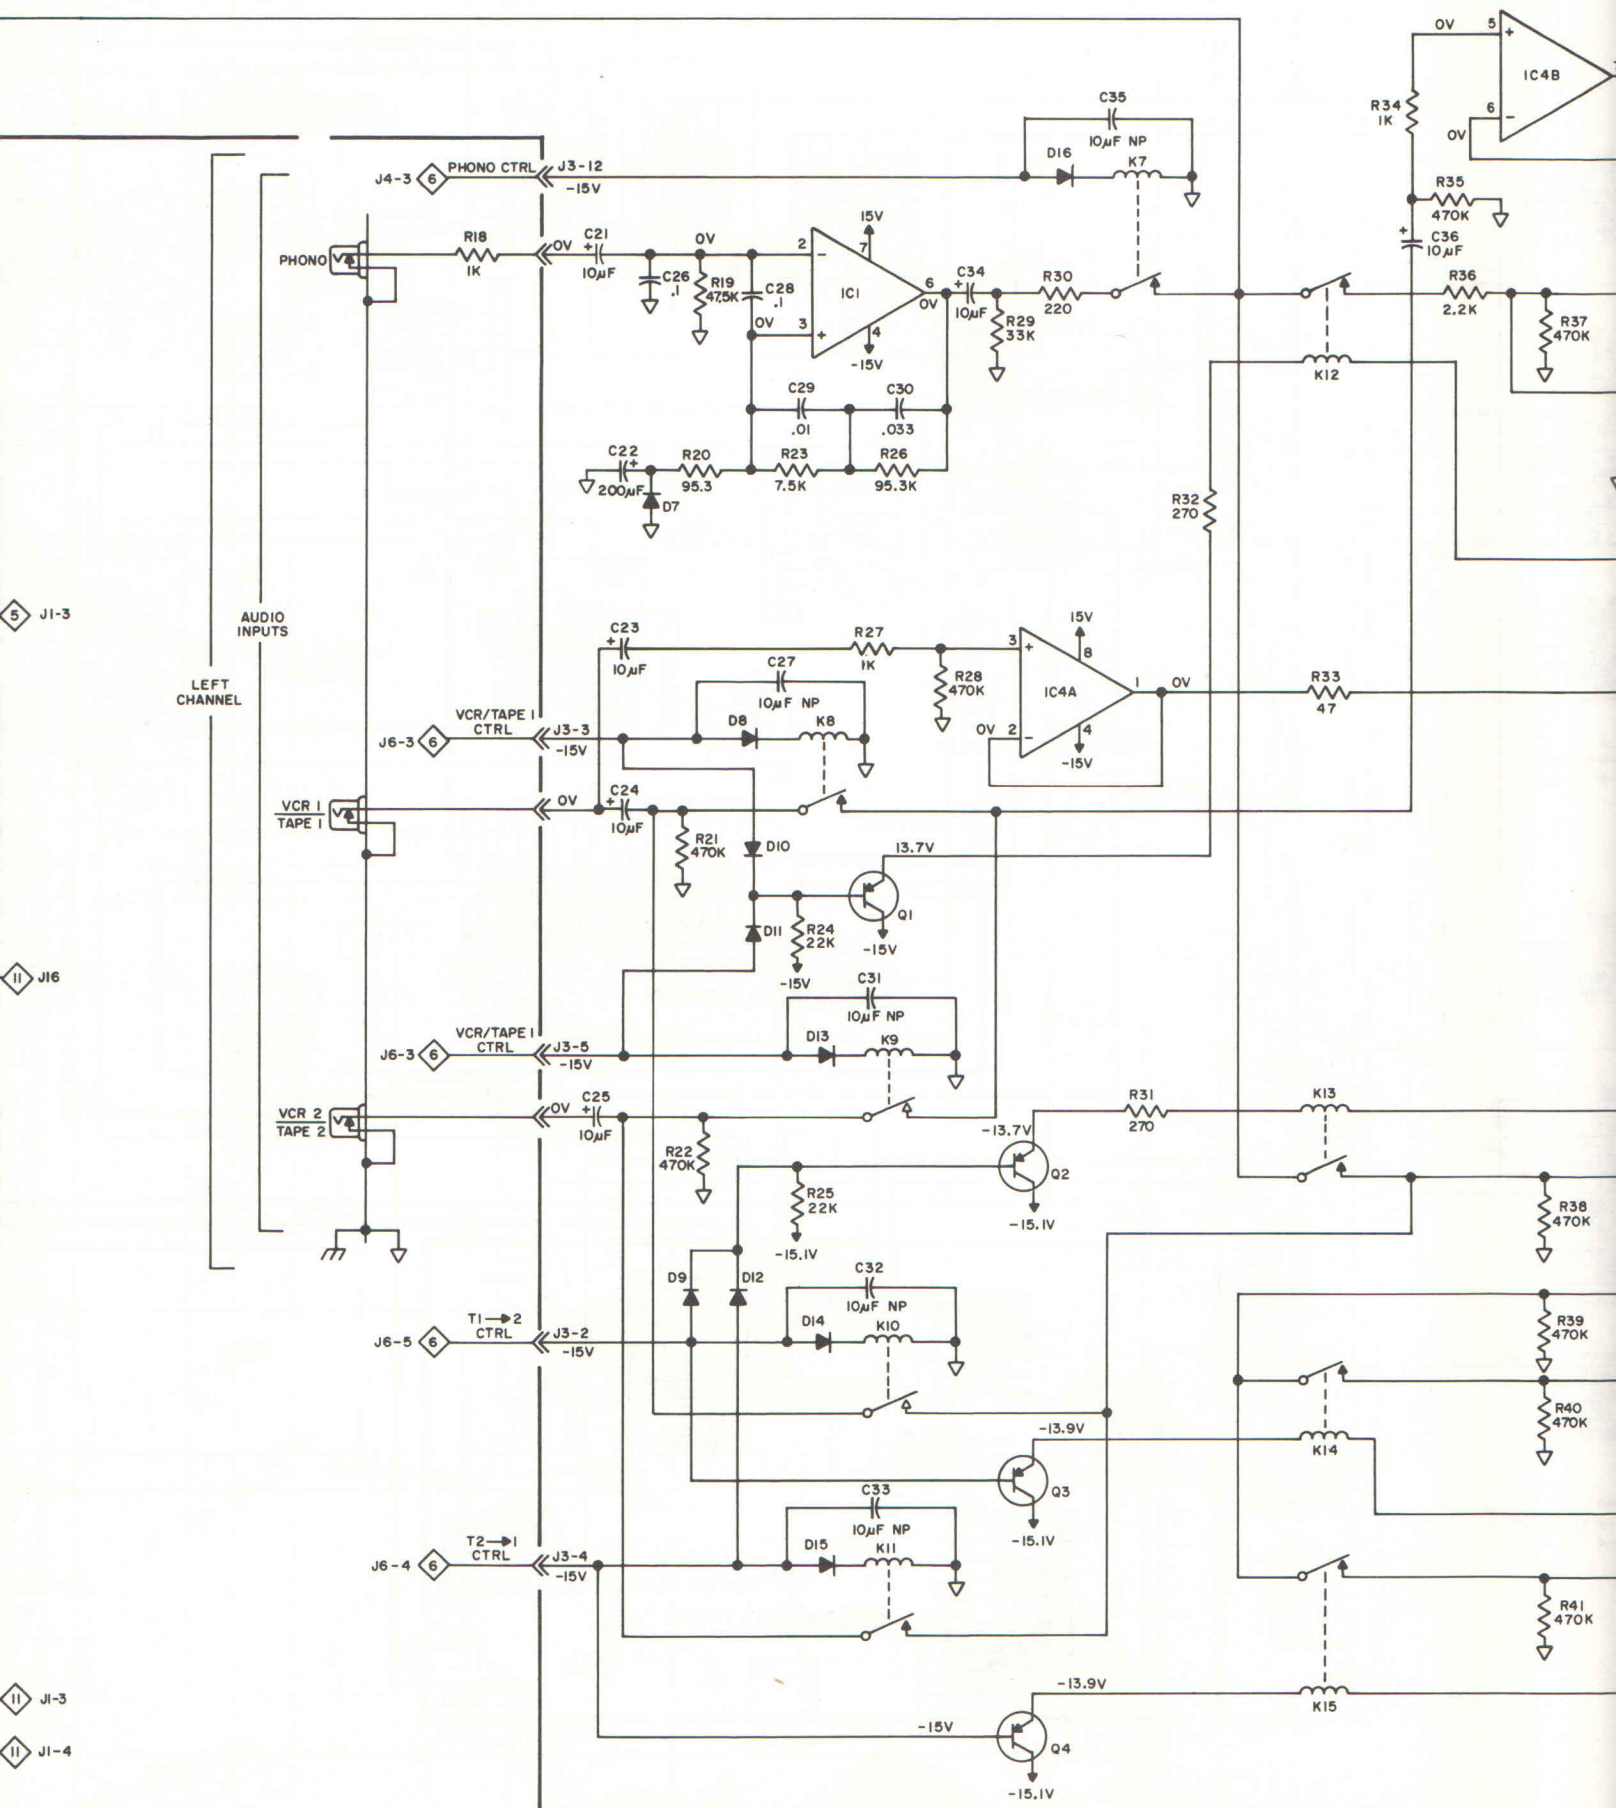 0V
5
+
IC4B
6
-
0V
R34
1K
C35
10µF NP
D16
K7
J4-3
6
PHONO CTRL
J3-12
-15V
R35
470K
+
C36
10µF
PHONO
R18
1K
0V
C21
+
10µF
C26
.1
0V
R19
47.5K
C28
.1
0V
2
-
3
+
15V
7
IC1
4
-15V
6
0V
C34
+
10µF
R29
33K
R30
220
R36
2.2K
R37
470K
K12
C29
.01
C30
.033
C22
+
200µF
D7
R20
95.3
R23
7.5K
R26
95.3K
R32
270
5
J1-3
AUDIO
INPUTS
LEFT
CHANNEL
C23
+
10µF
R27
1K
R28
470K
3
+
15V
8
IC4A
1
0V
0V
2
-
4
-15V
R33
47
C27
10µF NP
D8
K8
J6-3
6
VCR/TAPE 1
CTRL
J3-3
-15V
VCR 1
TAPE 1
0V
C24
+
10µF
R21
470K
D10
13.7V
Q1
-15V
D11
R24
22K
-15V
11
J16
C31
10µF NP
D13
K9
J6-3
6
VCR/TAPE 1
CTRL
J3-5
-15V
VCR 2
TAPE 2
0V
C25
+
10µF
R22
470K
-13.7V
R31
270
K13
Q2
-15.1V
R25
22K
-15.1V
R38
470K
D9
D12
C32
10µF NP
D14
K10
J6-5
6
T1→2
CTRL
J3-2
-15V
R39
470K
R40
470K
K14
-13.9V
Q3
-15.1V
C33
10µF NP
D15
K11
J6-4
6
T2→1
CTRL
J3-4
-15V
R41
470K
-13.9V
K15
-15V
Q4
-15.1V
11
J1-3
11
J1-4